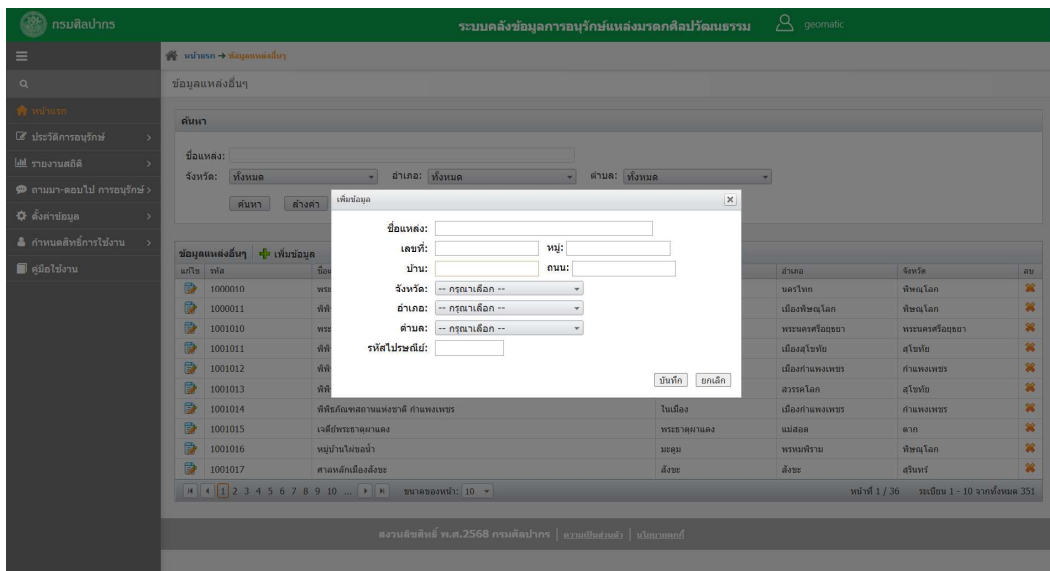 กรมศิลปากร
ระบบคลังข้อมูลการอนุรักษ์แหล่งมรดกศิลปวัฒนธรรม
geomatic
หน้าแรก → ข้อมูลแหล่งอื่นๆ
ข้อมูลแหล่งอื่นๆ
หน้าแรก
ประวัติการอนุรักษ์
รายงานสถิติ
ถามมา-ตอบไป การอนุรักษ์
ตั้งค่าข้อมูล
กำหนดสิทธิ์การใช้งาน
คู่มือใช้งาน
ค้นหา
ชื่อแหล่ง:
จังหวัด: ทั้งหมด อำเภอ: ทั้งหมด ตำบล: ทั้งหมด
ค้นหา ล้างค่า
เพิ่มข้อมูล
ชื่อแหล่ง:
เลขที่: หมู่:
บ้าน: ถนน:
จังหวัด: -- กรุณาเลือก --
อำเภอ: -- กรุณาเลือก --
ตำบล: -- กรุณาเลือก --
รหัสไปรษณีย์:
บันทึก ยกเลิก
ข้อมูลแหล่งอื่นๆ เพิ่มข้อมูล
แก้ไข รหัส อำเภอ จังหวัด ลบ
1000010 นครไทย พิษณุโลก
1000011 เมืองพิษณุโลก พิษณุโลก
1001010 พระนครศรีอยุธยา พระนครศรีอยุธยา
1001011 เมืองสุโขทัย สุโขทัย
1001012 เมืองกำแพงเพชร กำแพงเพชร
1001013 สวรรคโลก สุโขทัย
1001014 พิพิธภัณฑสถานแห่งชาติ กำแพงเพชร ในเมือง เมืองกำแพงเพชร กำแพงเพชร
1001015 เจดีย์พระธาตุผาแดง พระธาตุผาแดง แม่สอด ตาก
1001016 หมู่บ้านไผ่ขอน้ำ มะตูม พรหมพิราม พิษณุโลก
1001017 ศาลหลักเมืองสังขะ สังขะ สังขะ สุรินทร์
1 2 3 4 5 6 7 8 9 10 ... ขนาดของหน้า: 10 หน้าที่ 1 / 36 ระเบียน 1 - 10 จากทั้งหมด 351
สงวนลิขสิทธิ์ พ.ศ.2568 กรมศิลปากร | ความเป็นส่วนตัว | นโยบายคุกกี้